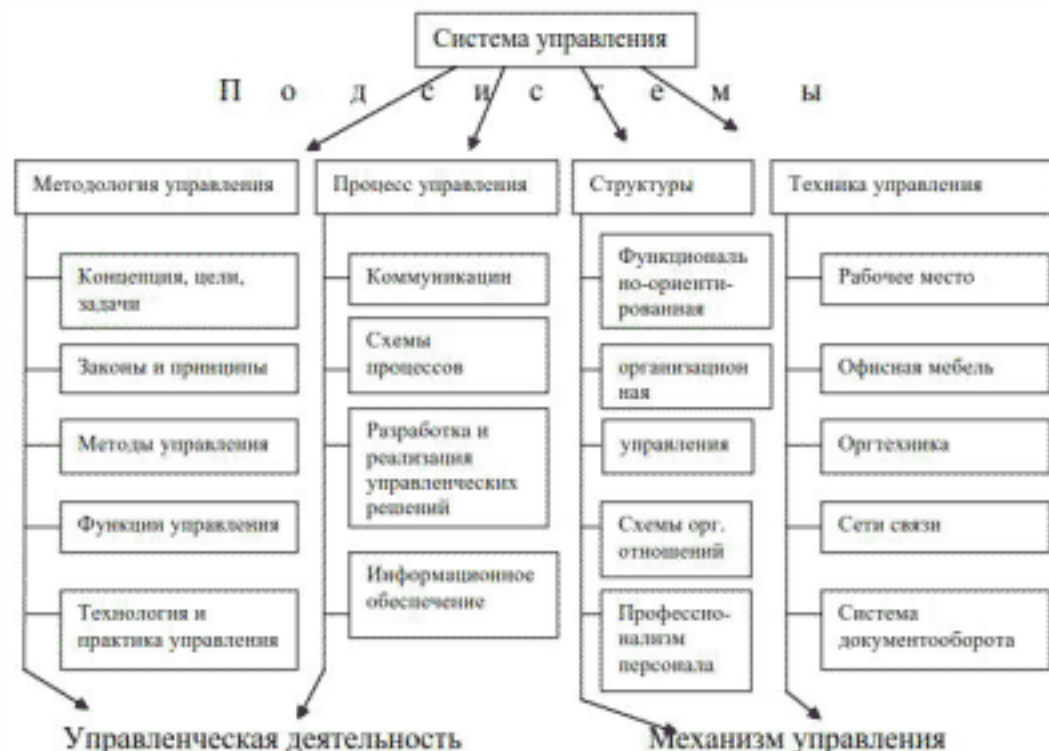 Система управления
П о д с и с т е м ы
Методология управления
Процесс управления
Структуры
Техника управления
Концепция, цели,
задачи
Законы и принципы
Методы управления
Функции управления
Технология и
практика управления
Коммуникации
Схемы
процессов
Разработка и
реализация
управленческих
решений
Информационное
обеспечение
Функциональ
но-ориенти-
рованная
организацион
ная
управления
Схемы орг.
отношений
Профессио-
нализм
персонала
Рабочее место
Офисная мебель
Оргтехника
Сети связи
Система
документооборота
Управленческая деятельность
Механизм управления